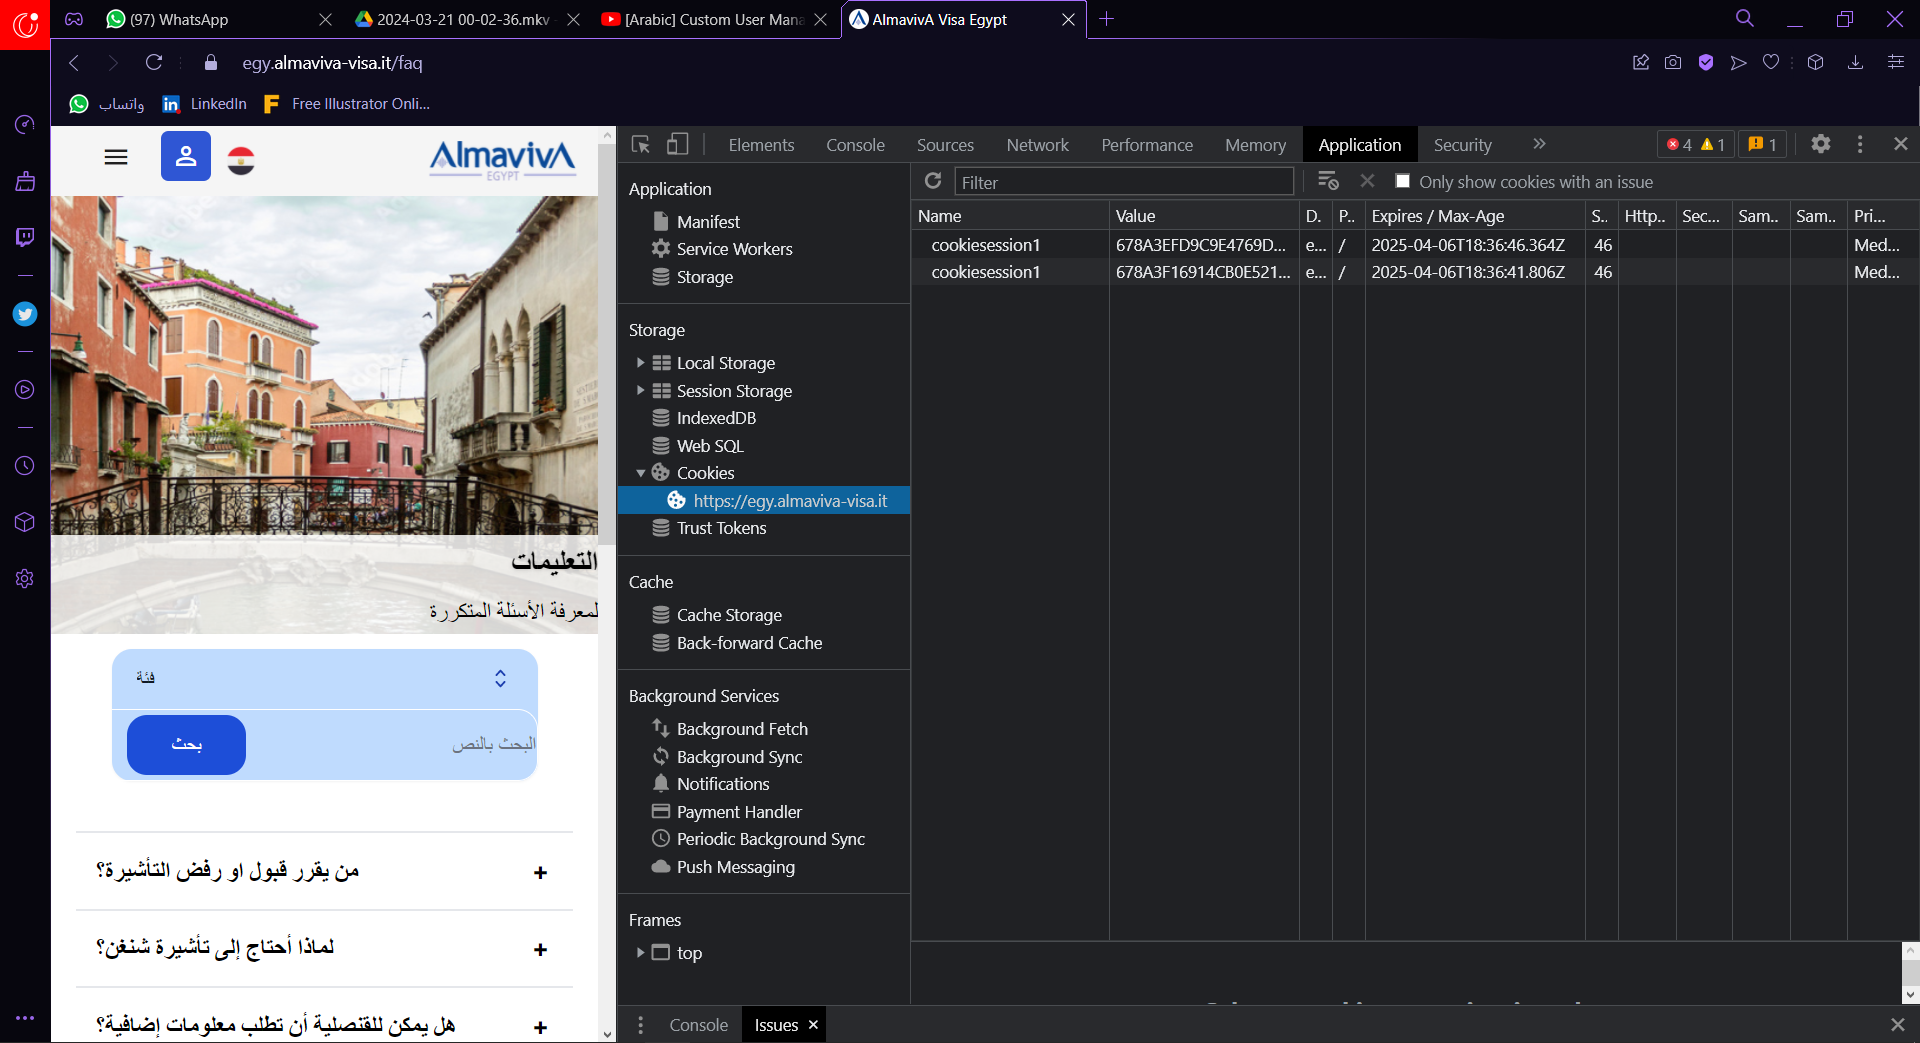 (97) WhatsApp
2024-03-21 00-02-36.mkv
[Arabic] Custom User Mana
AlmavivA Visa Egypt
egy.almaviva-visa.it/faq
واتساب
LinkedIn
Free Illustrator Onli...
AlmavivA
EGYPT
التعليمات
لمعرفة الأسئلة المتكررة
فئة
بحث
البحث بالنص
من يقرر قبول او رفض التأشيرة؟
لماذا أحتاج إلى تأشيرة شنغن؟
هل يمكن للقنصلية أن تطلب معلومات إضافية؟
Elements Console Sources Network Performance Memory Application Security
4 1 1
Application
Manifest
Service Workers
Storage
Storage
Local Storage
Session Storage
IndexedDB
Web SQL
Cookies
https://egy.almaviva-visa.it
Trust Tokens
Cache
Cache Storage
Back-forward Cache
Background Services
Background Fetch
Background Sync
Notifications
Payment Handler
Periodic Background Sync
Push Messaging
Frames
top
Filter
Only show cookies with an issue
Name Value D. P.. Expires / Max-Age S.. Http.. Sec... Sam.. Sam.. Pri...
cookiesession1 678A3EFD9C9E4769D... e... / 2025-04-06T18:36:46.364Z 46 Med...
cookiesession1 678A3F16914CB0E521... e... / 2025-04-06T18:36:41.806Z 46 Med...
Console Issues